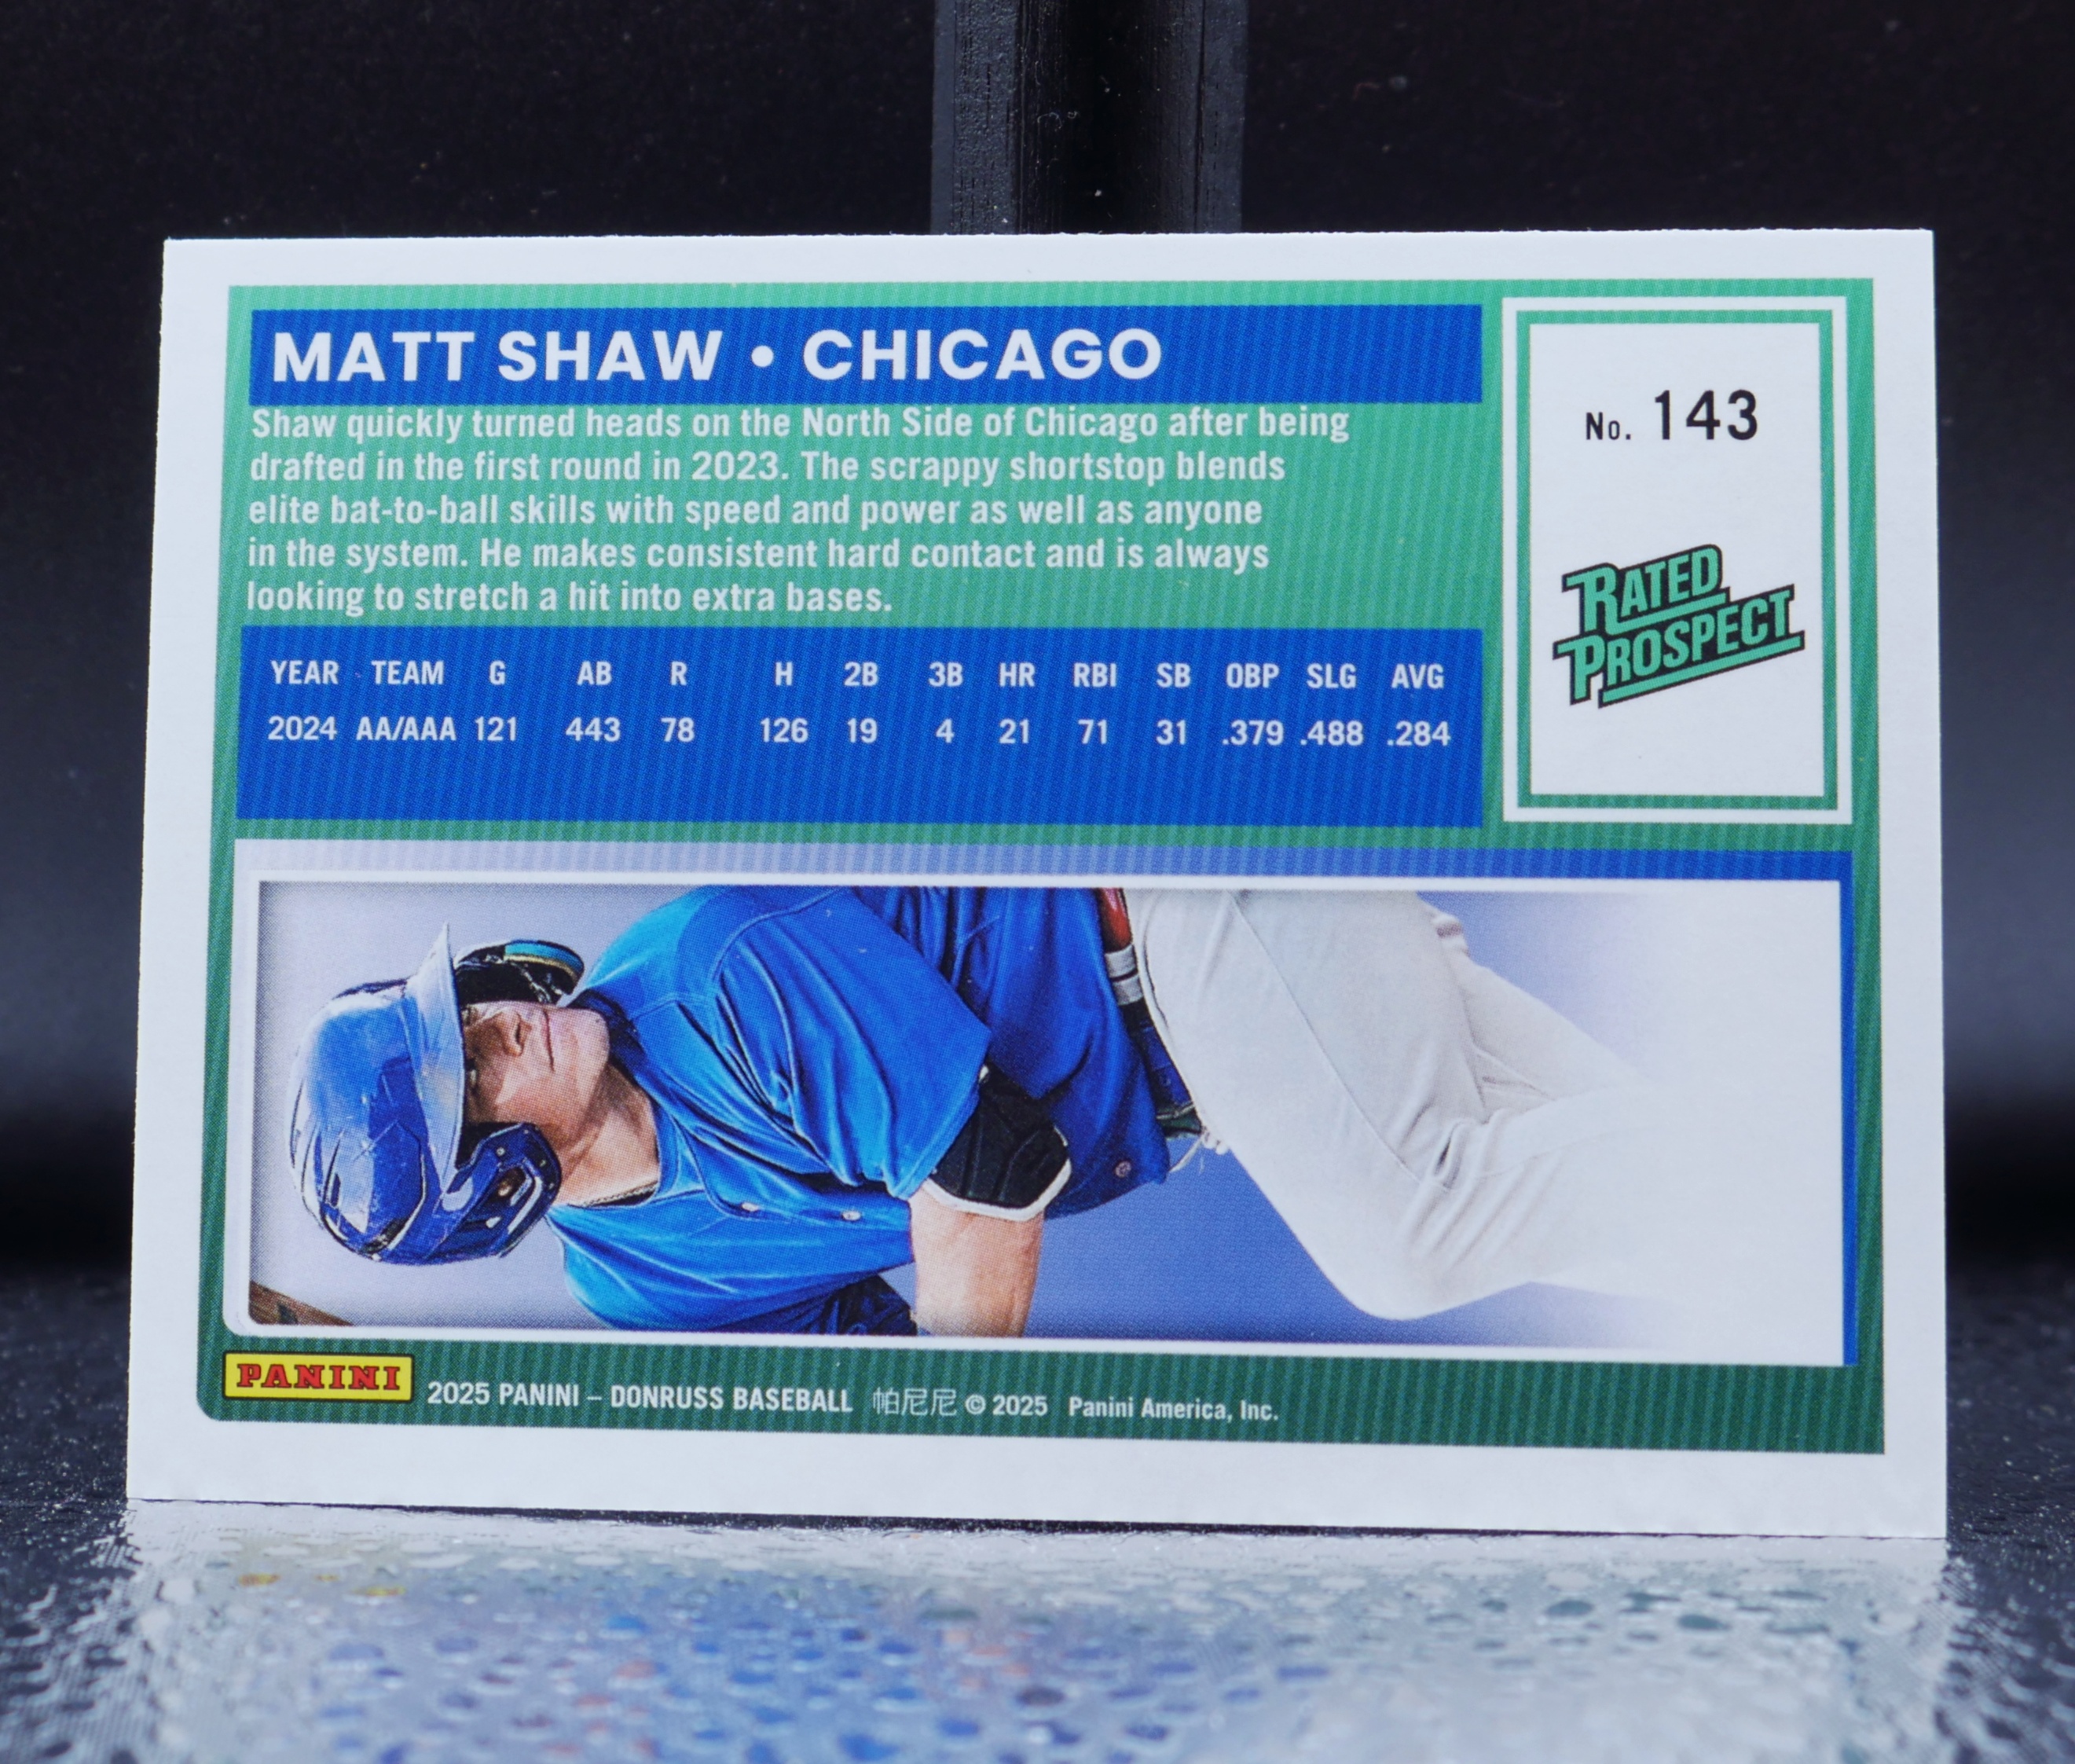 MATT SHAW • CHICAGO
Shaw quickly turned heads on the North Side of Chicago after being
drafted in the first round in 2023. The scrappy shortstop blends
elite bat-to-ball skills with speed and power as well as anyone
in the system. He makes consistent hard contact and is always
looking to stretch a hit into extra bases.
No. 143
RATED
PROSPECT
YEAR TEAM G AB R H 2B 3B HR RBI SB OBP SLG AVG
2024 AA/AAA 121 443 78 126 19 4 21 71 31 .379 .488 .284
PANINI 2025 PANINI – DONRUSS BASEBALL 帕尼尼 © 2025 Panini America, Inc.